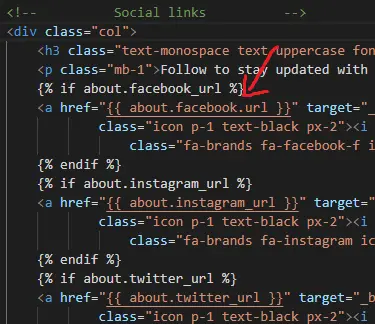 <!-- Social links -->
<div class="col">
<h3 class="text-monospace text-uppercase fon
<p class="mb-1">Follow to stay updated with
{% if about.facebook_url %}
<a href="{{ about.facebook.url }}" target="_
class="icon p-1 text-black px-2"><i
class="fa-brands fa-facebook-f i
{% endif %}
{% if about.instagram_url %}
<a href="{{ about.instagram_url }}" target="
class="icon p-1 text-black px-2"><i
class="fa-brands fa-instagram ic
{% endif %}
{% if about.twitter_url %}
<a href="{{ about.twitter_url }}" target="_b
class="icon p-1 text-black px-2"><i